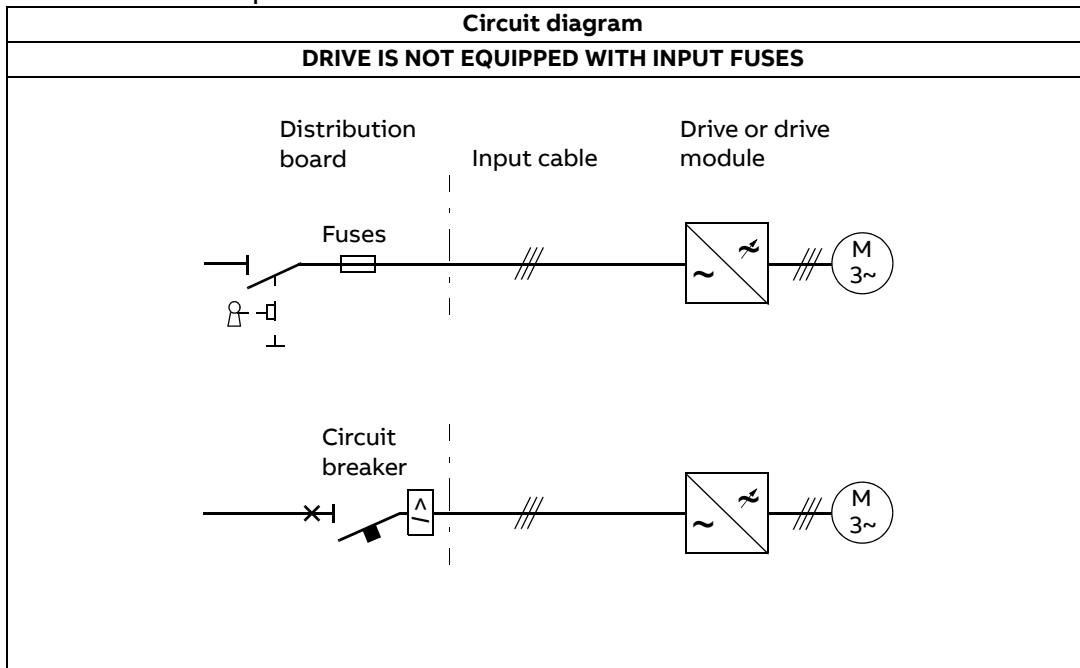 Circuit diagram
DRIVE IS NOT EQUIPPED WITH INPUT FUSES
Distribution
board
Input cable
Drive or drive
module
Fuses
~
~
M
3~
Circuit
breaker
I>
~
~
M
3~